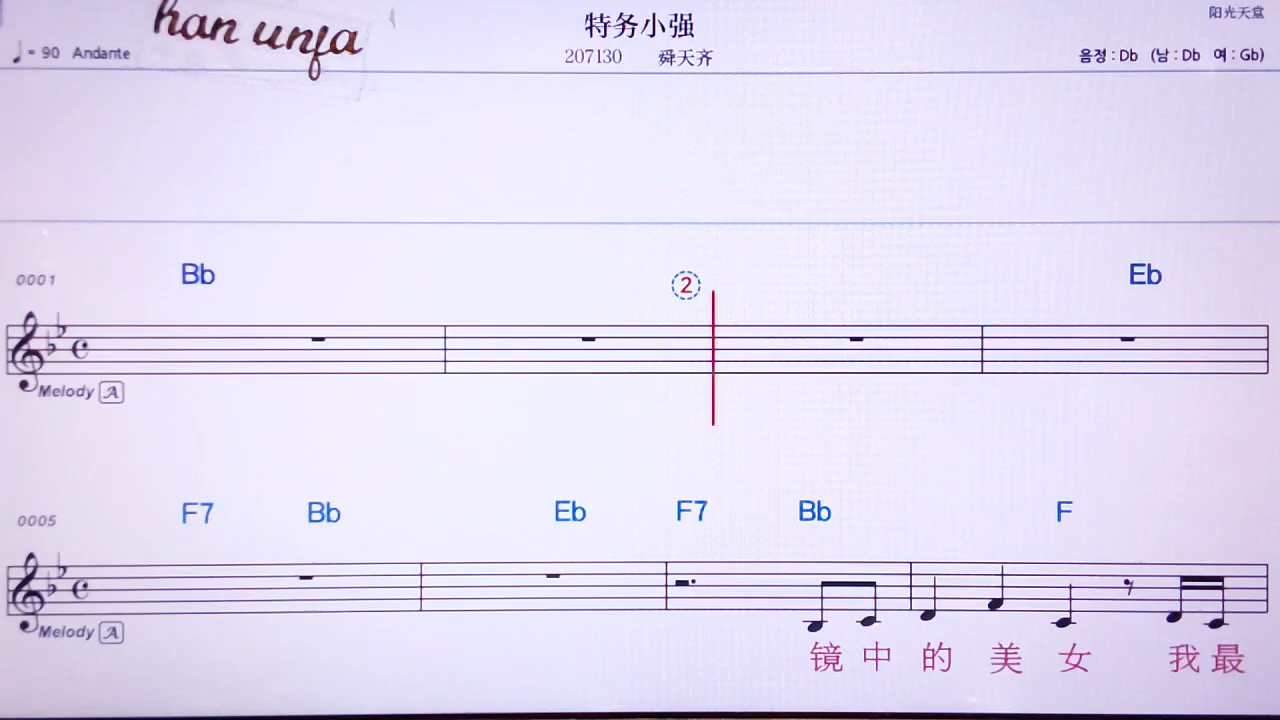 han unfa
特务小强
阳光天堂
♩= 90 Andante
207130 舜天齐
음정 : Db (남 : Db 여 : Gb)
0001 Bb ② Eb
Melody A
0005 F7 Bb Eb F7 Bb F
Melody A
镜 中 的 美 女 我 最